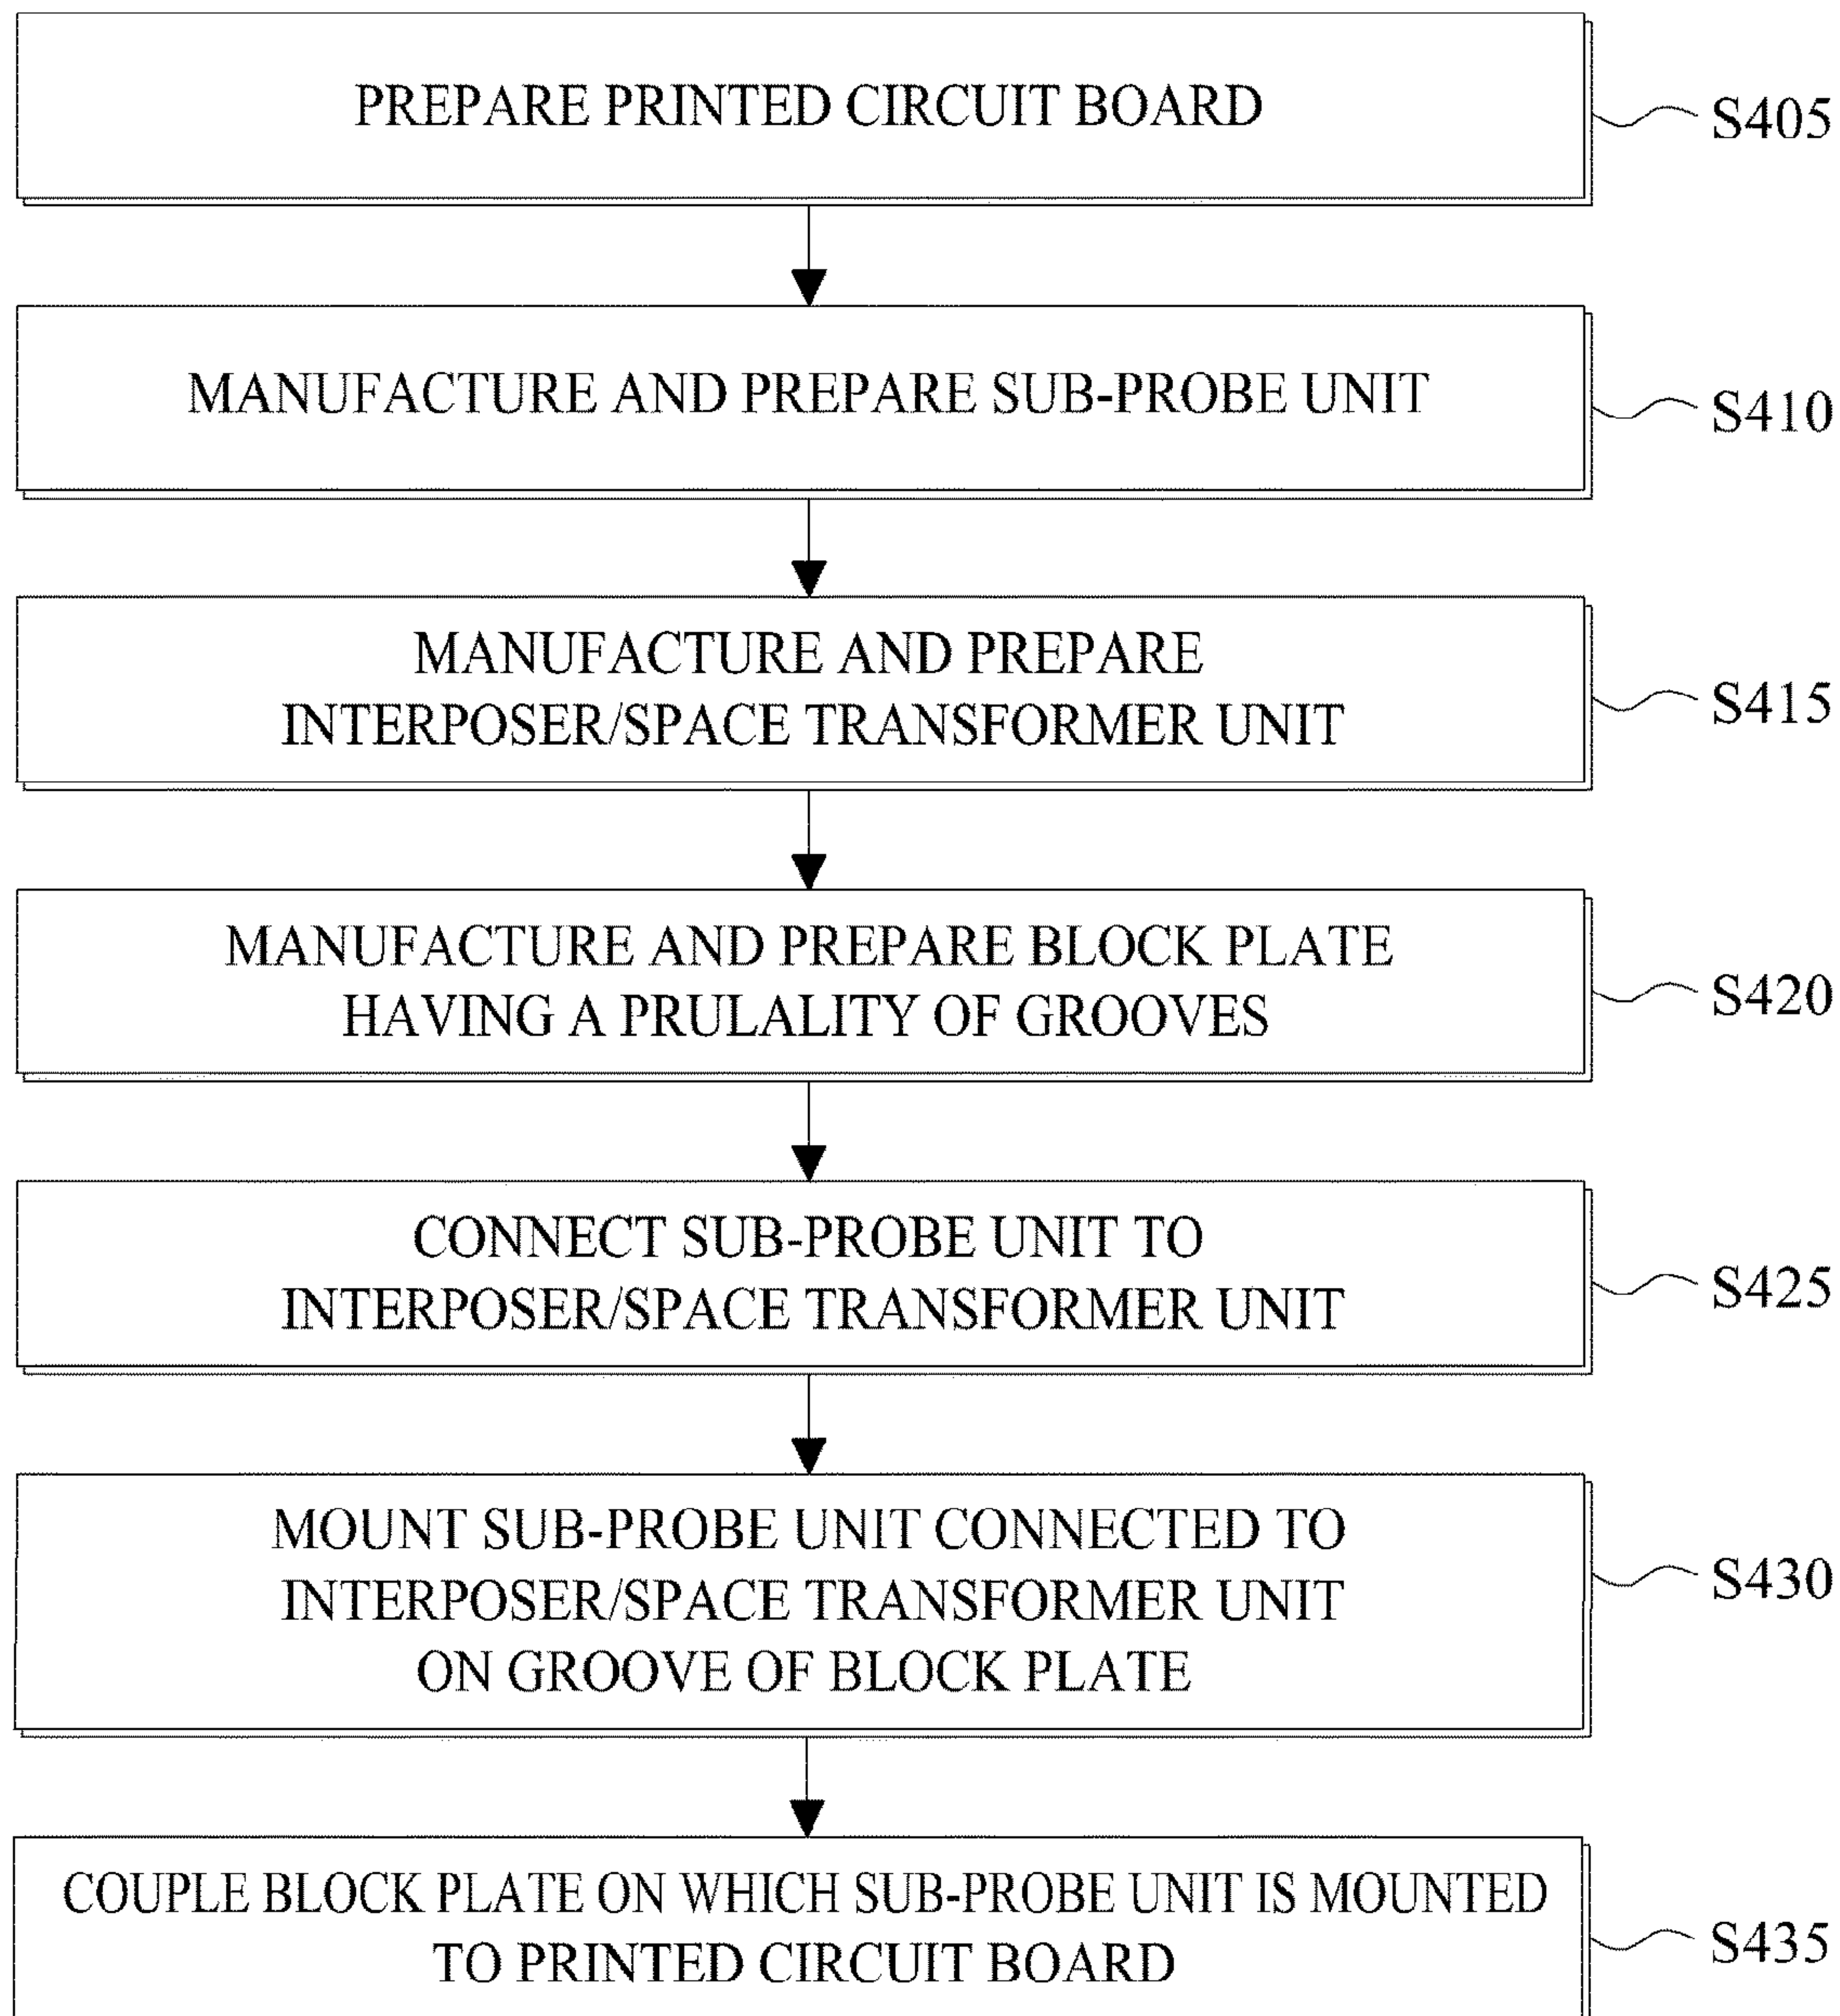 PREPARE PRINTED CIRCUIT BOARD
S405
MANUFACTURE AND PREPARE SUB-PROBE UNIT
S410
MANUFACTURE AND PREPARE
INTERPOSER/SPACE TRANSFORMER UNIT
S415
MANUFACTURE AND PREPARE BLOCK PLATE
HAVING A PRULALITY OF GROOVES
S420
CONNECT SUB-PROBE UNIT TO
INTERPOSER/SPACE TRANSFORMER UNIT
S425
MOUNT SUB-PROBE UNIT CONNECTED TO
INTERPOSER/SPACE TRANSFORMER UNIT
ON GROOVE OF BLOCK PLATE
S430
COUPLE BLOCK PLATE ON WHICH SUB-PROBE UNIT IS MOUNTED
TO PRINTED CIRCUIT BOARD
S435